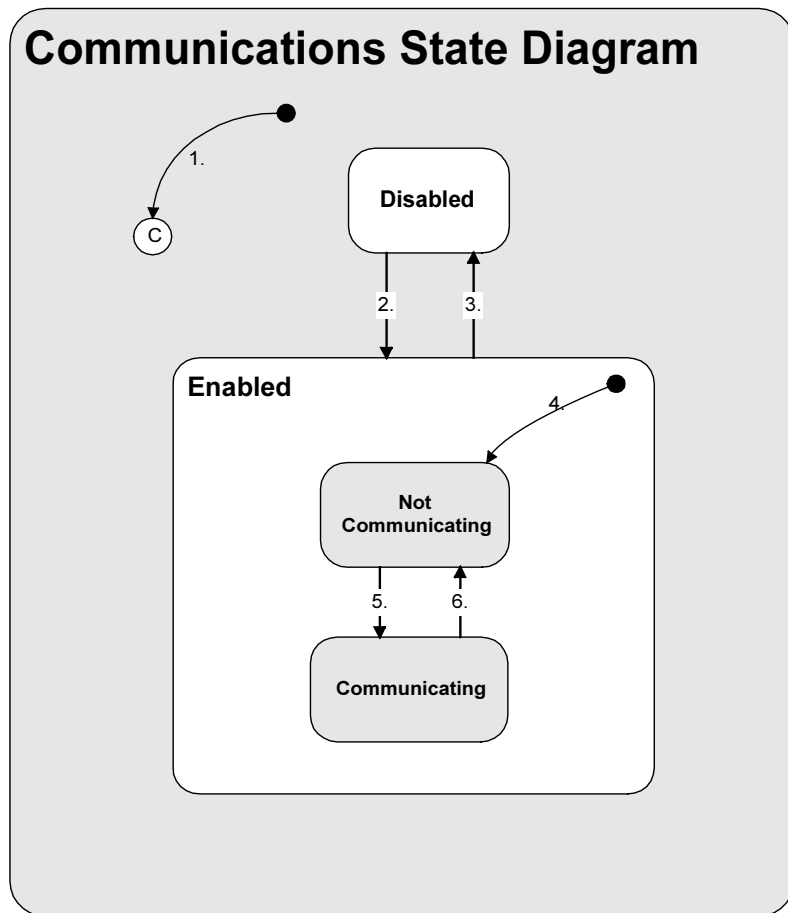 Communications State Diagram
1.
C
Disabled
2.
3.
Enabled
4.
Not
Communicating
5.
6.
Communicating